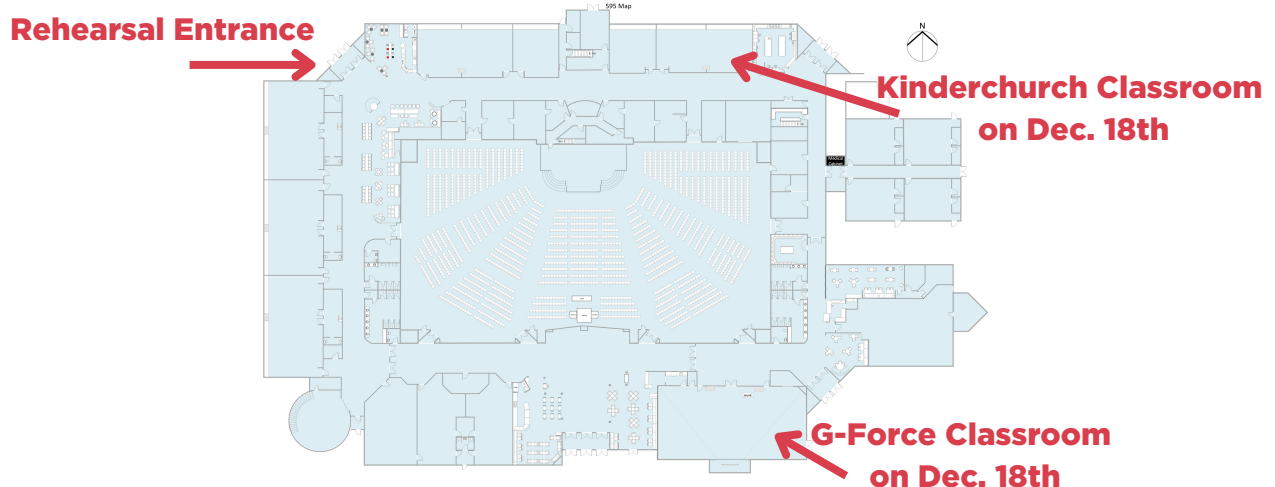 595 Map
Rehearsal Entrance
N
Kinderchurch Classroom
on Dec. 18th
Medical
Cabinet
G-Force Classroom
on Dec. 18th